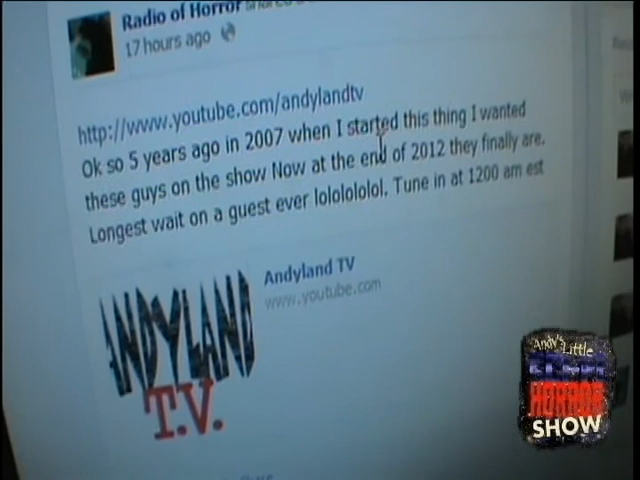 Radio of Horror
17 hours ago
http://www.youtube.com/andylandtv
Ok so 5 years ago in 2007 when I started this thing I wanted
these guys on the show Now at the end of 2012 they finally are.
Longest wait on a guest ever lolololol. Tune in at 1200 am est
ANDYLAND
T.V.
Andyland TV
www.youtube.com
Andy's Little
HORRORS
SHOW